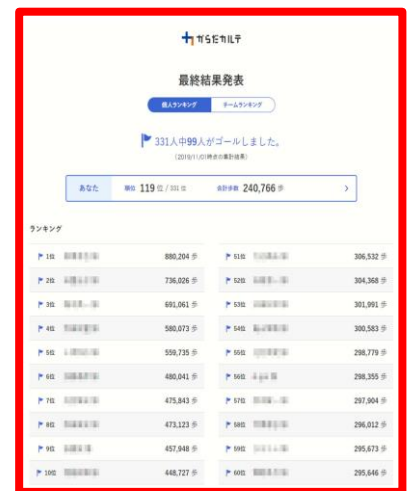 からだカルテ
最終結果発表
個人ランキング チームランキング
331人中99人がゴールしました。
(2019/11/01時点の集計結果)
あなた 順位 119 位 / 331 位 合計歩数 240,766 歩
ランキング
1位 880,204 歩
51位 306,532 歩
2位 736,026 歩
52位 304,368 歩
3位 691,061 歩
53位 301,991 歩
4位 580,073 歩
54位 300,583 歩
5位 559,735 歩
55位 298,779 歩
6位 480,041 歩
56位 298,355 歩
7位 475,843 歩
57位 297,904 歩
8位 473,123 歩
58位 296,012 歩
9位 457,948 歩
59位 295,673 歩
10位 448,727 歩
60位 295,646 歩